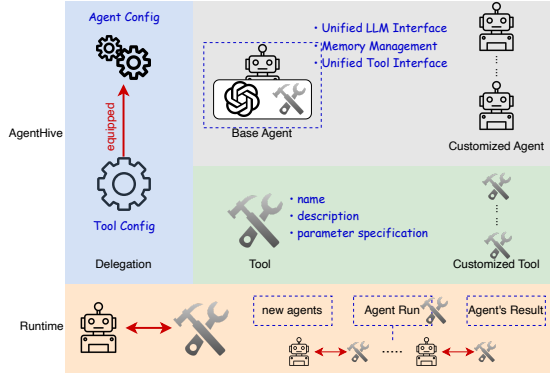 Agent Config
• Unified LLM Interface
• Memory Management
• Unified Tool Interface
equipped
Base Agent
Customized Agent
AgentHive
Tool Config
• name
• description
• parameter specification
Delegation
Tool
Customized Tool
Runtime
new agents
Agent Run
Agent's Result